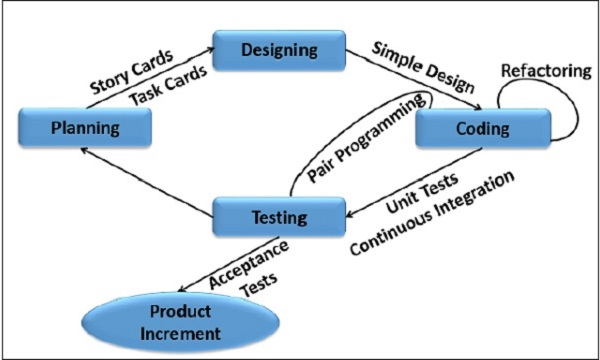 Designing
Story Cards
Task Cards
Simple Design
Refactoring
Planning
Pair Programming
Coding
Testing
Unit Tests
Continuous Integration
Acceptance
Tests
Product
Increment